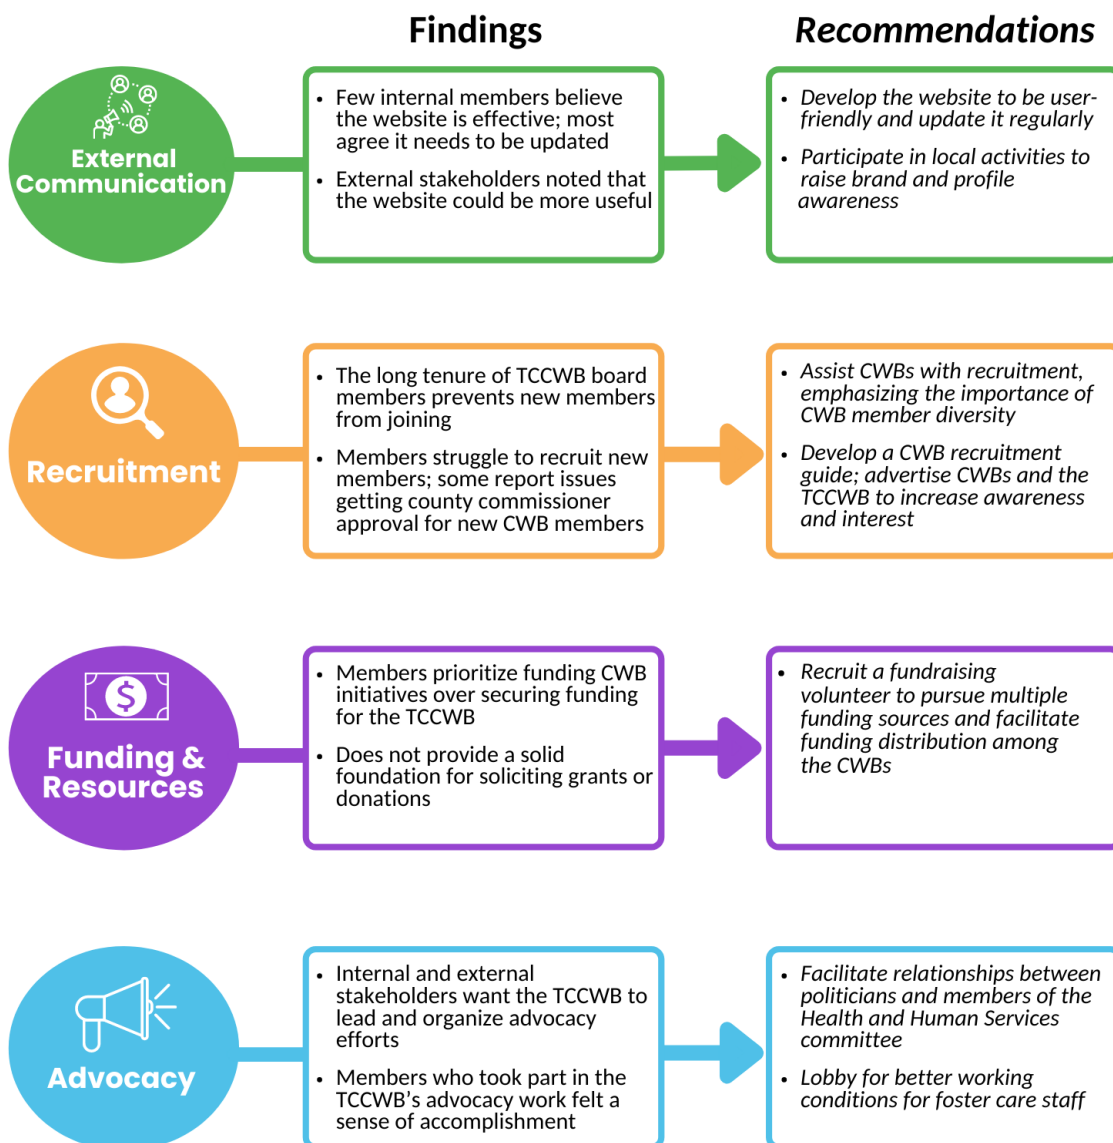 Findings
Recommendations
External
Communication
• Few internal members believe
the website is effective; most
agree it needs to be updated
• External stakeholders noted that
the website could be more useful
• Develop the website to be user-
friendly and update it regularly
• Participate in local activities to
raise brand and profile
awareness
Recruitment
• The long tenure of TCCWB board
members prevents new members
from joining
• Members struggle to recruit new
members; some report issues
getting county commissioner
approval for new CWB members
• Assist CWBs with recruitment,
emphasizing the importance of
CWB member diversity
• Develop a CWB recruitment
guide; advertise CWBs and the
TCCWB to increase awareness
and interest
$
Funding &
Resources
• Members prioritize funding CWB
initiatives over securing funding
for the TCCWB
• Does not provide a solid
foundation for soliciting grants or
donations
• Recruit a fundraising
volunteer to pursue multiple
funding sources and facilitate
funding distribution among
the CWBs
Advocacy
• Internal and external
stakeholders want the TCCWB to
lead and organize advocacy
efforts
• Members who took part in the
TCCWB’s advocacy work felt a
sense of accomplishment
• Facilitate relationships between
politicians and members of the
Health and Human Services
committee
• Lobby for better working
conditions for foster care staff